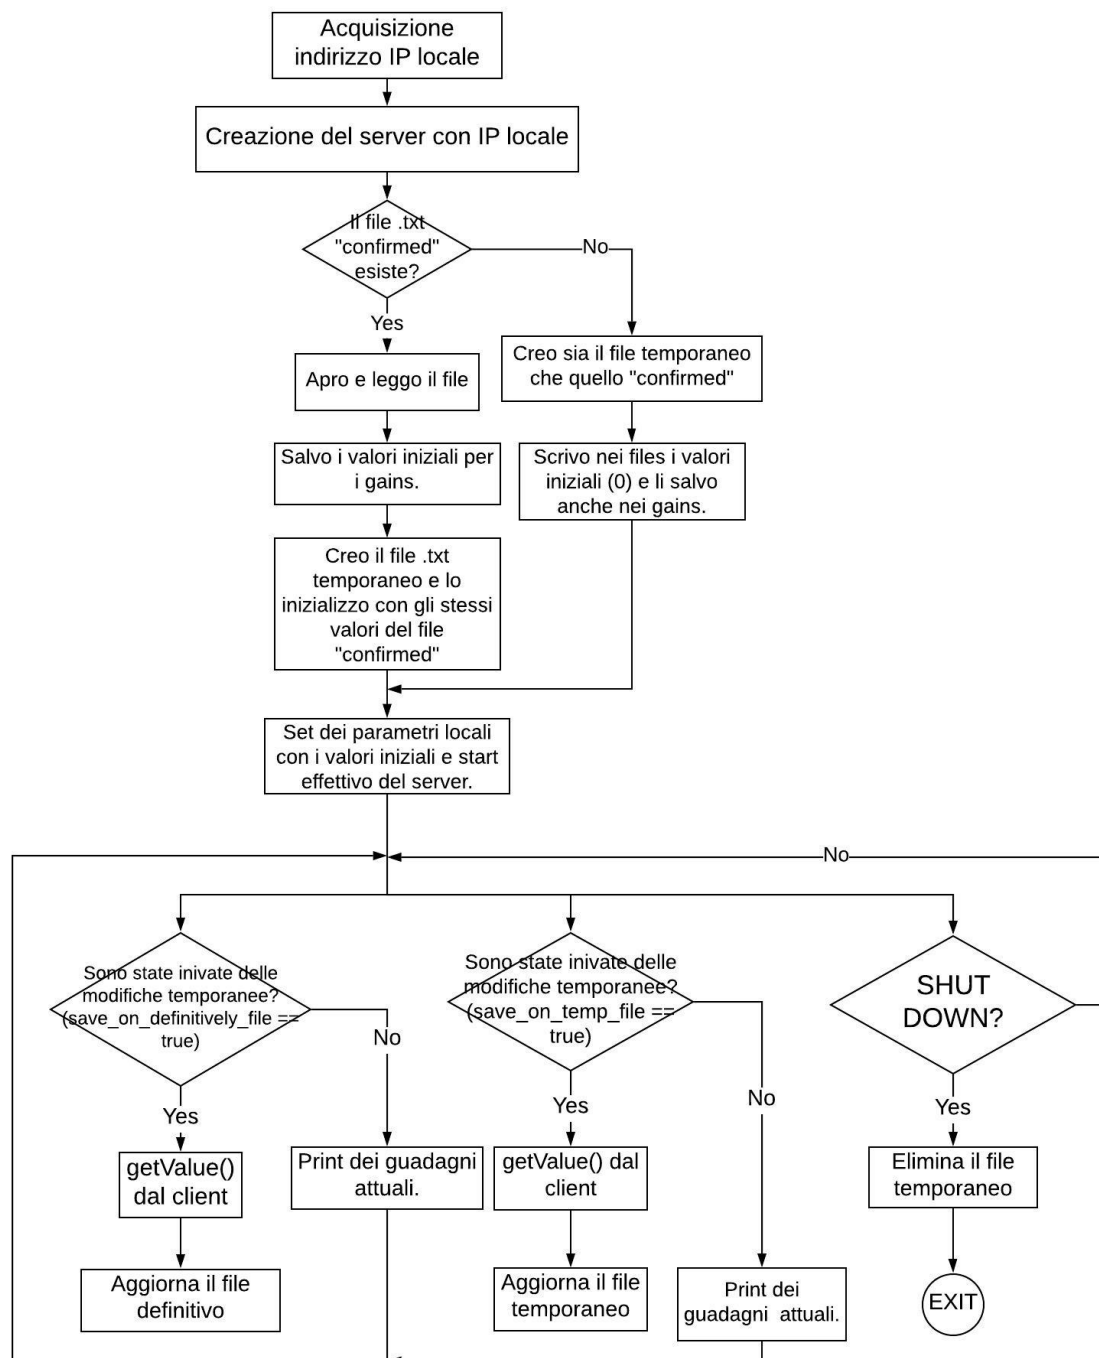 Acquisizione
indirizzo IP locale
Creazione del server con IP locale
Il file .txt
"confirmed"
esiste?
No
Yes
Creo sia il file temporaneo
che quello "confirmed"
Apro e leggo il file
Salvo i valori iniziali per
i gains.
Scrivo nei files i valori
iniziali (0) e li salvo
anche nei gains.
Creo il file .txt
temporaneo e lo
inizializzo con gli stessi
valori del file
"confirmed"
Set dei parametri locali
con i valori iniziali e start
effettivo del server.
No
Sono state inivate delle
modifiche temporanee?
(save_on_definitively_file ==
true)
No
Yes
getValue()
dal client
Print dei guadagni
attuali.
Aggiorna il file
definitivo
Sono state inivate delle
modifiche temporanee?
(save_on_temp_file ==
true)
No
Yes
getValue() dal
client
Aggiorna il file
temporaneo
Print dei
guadagni  attuali.
SHUT
DOWN?
Yes
Elimina il file
temporaneo
EXIT